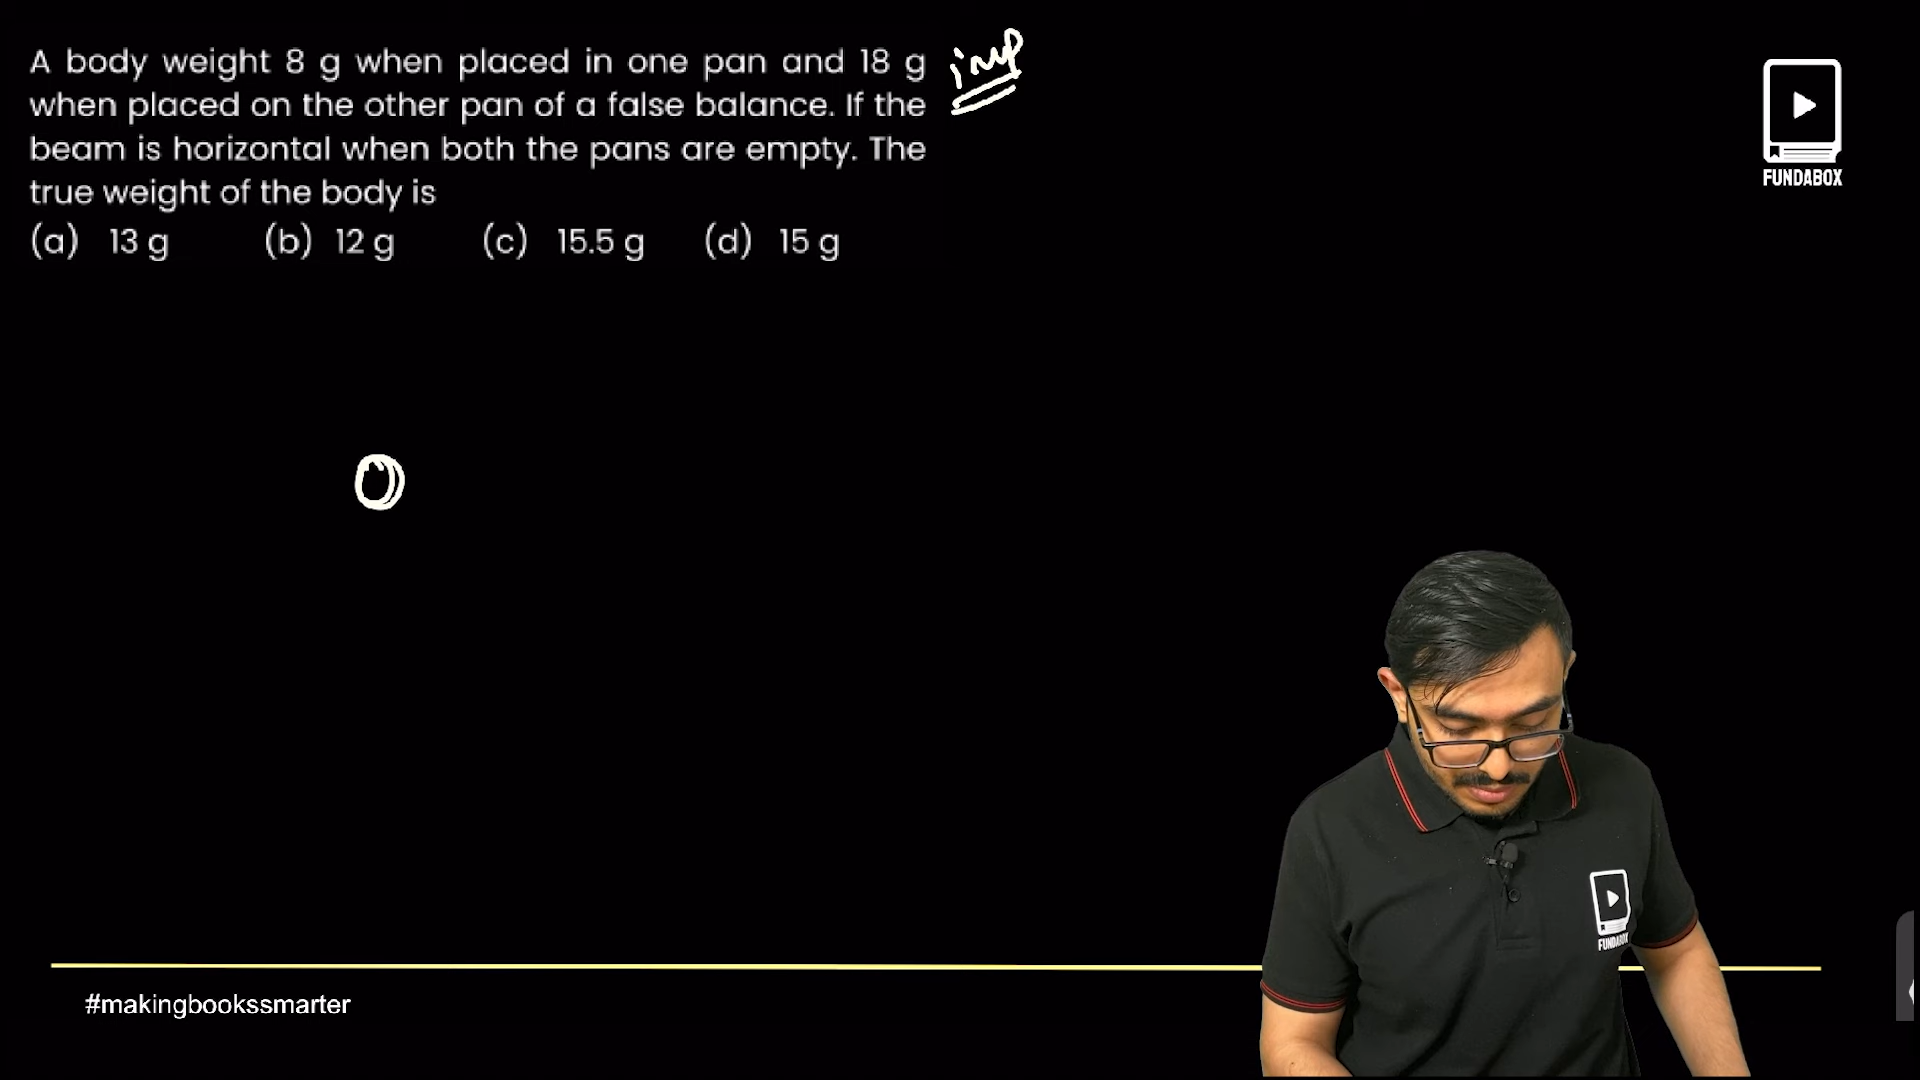 A body weight 8 g when placed in one pan and 18 g
when placed on the other pan of a false balance. If the
beam is horizontal when both the pans are empty. The
true weight of the body is
(a) 13 g (b) 12 g (c) 15.5 g (d) 15 g
imp
FUNDABOX
FUNDABOX
#makingbookssmarter